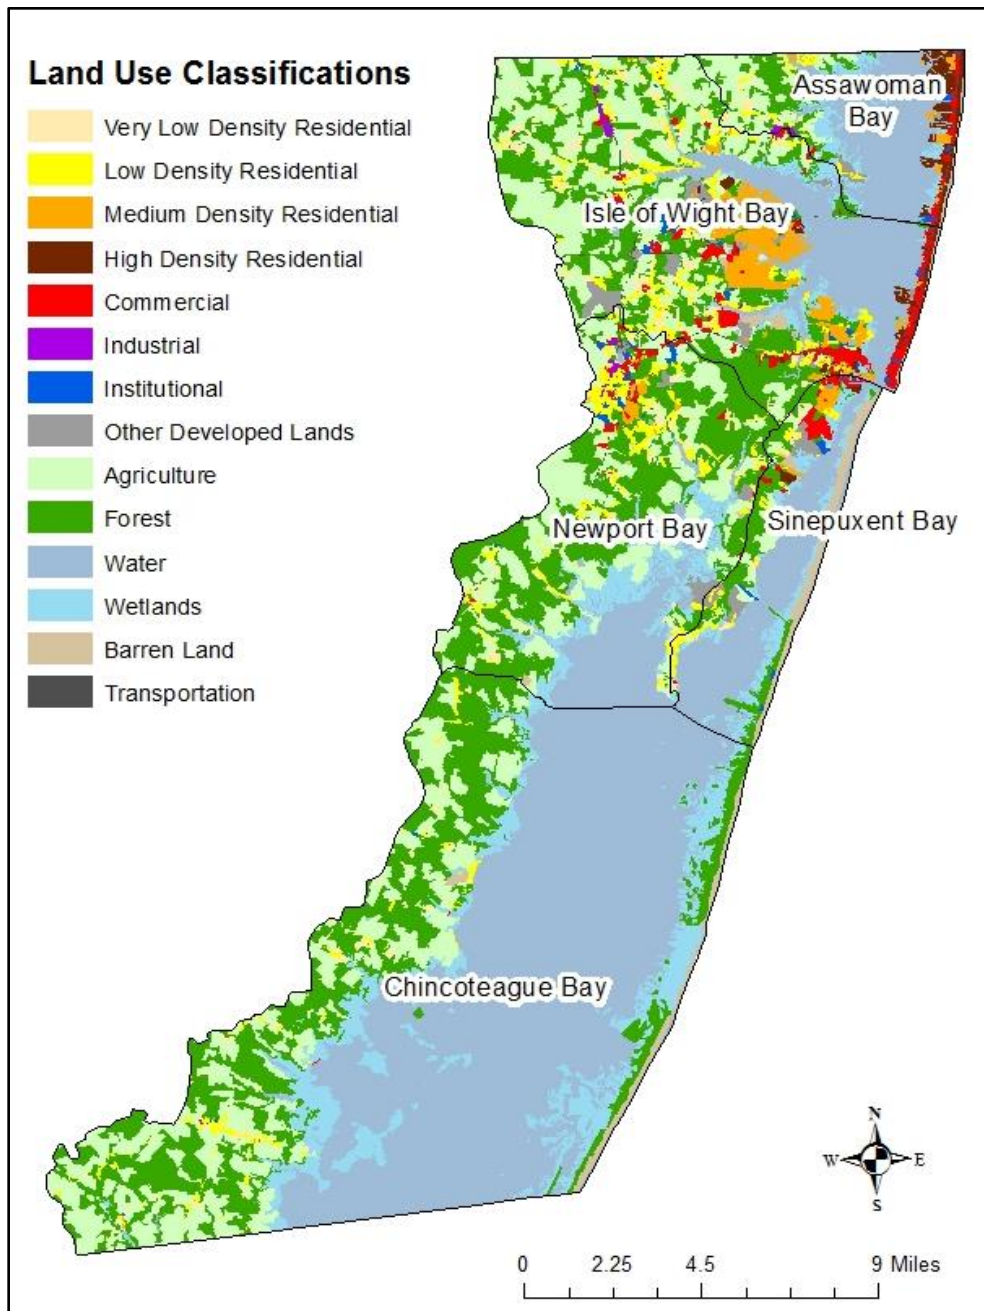 Land Use Classifications
Very Low Density Residential
Low Density Residential
Medium Density Residential
High Density Residential
Commercial
Industrial
Institutional
Other Developed Lands
Agriculture
Forest
Water
Wetlands
Barren Land
Transportation
Assawoman
Bay
Isle of Wight Bay
Newport Bay
Sinepuxent Bay
Chincoteague Bay
N
W
E
S
0 2.25 4.5 9 Miles